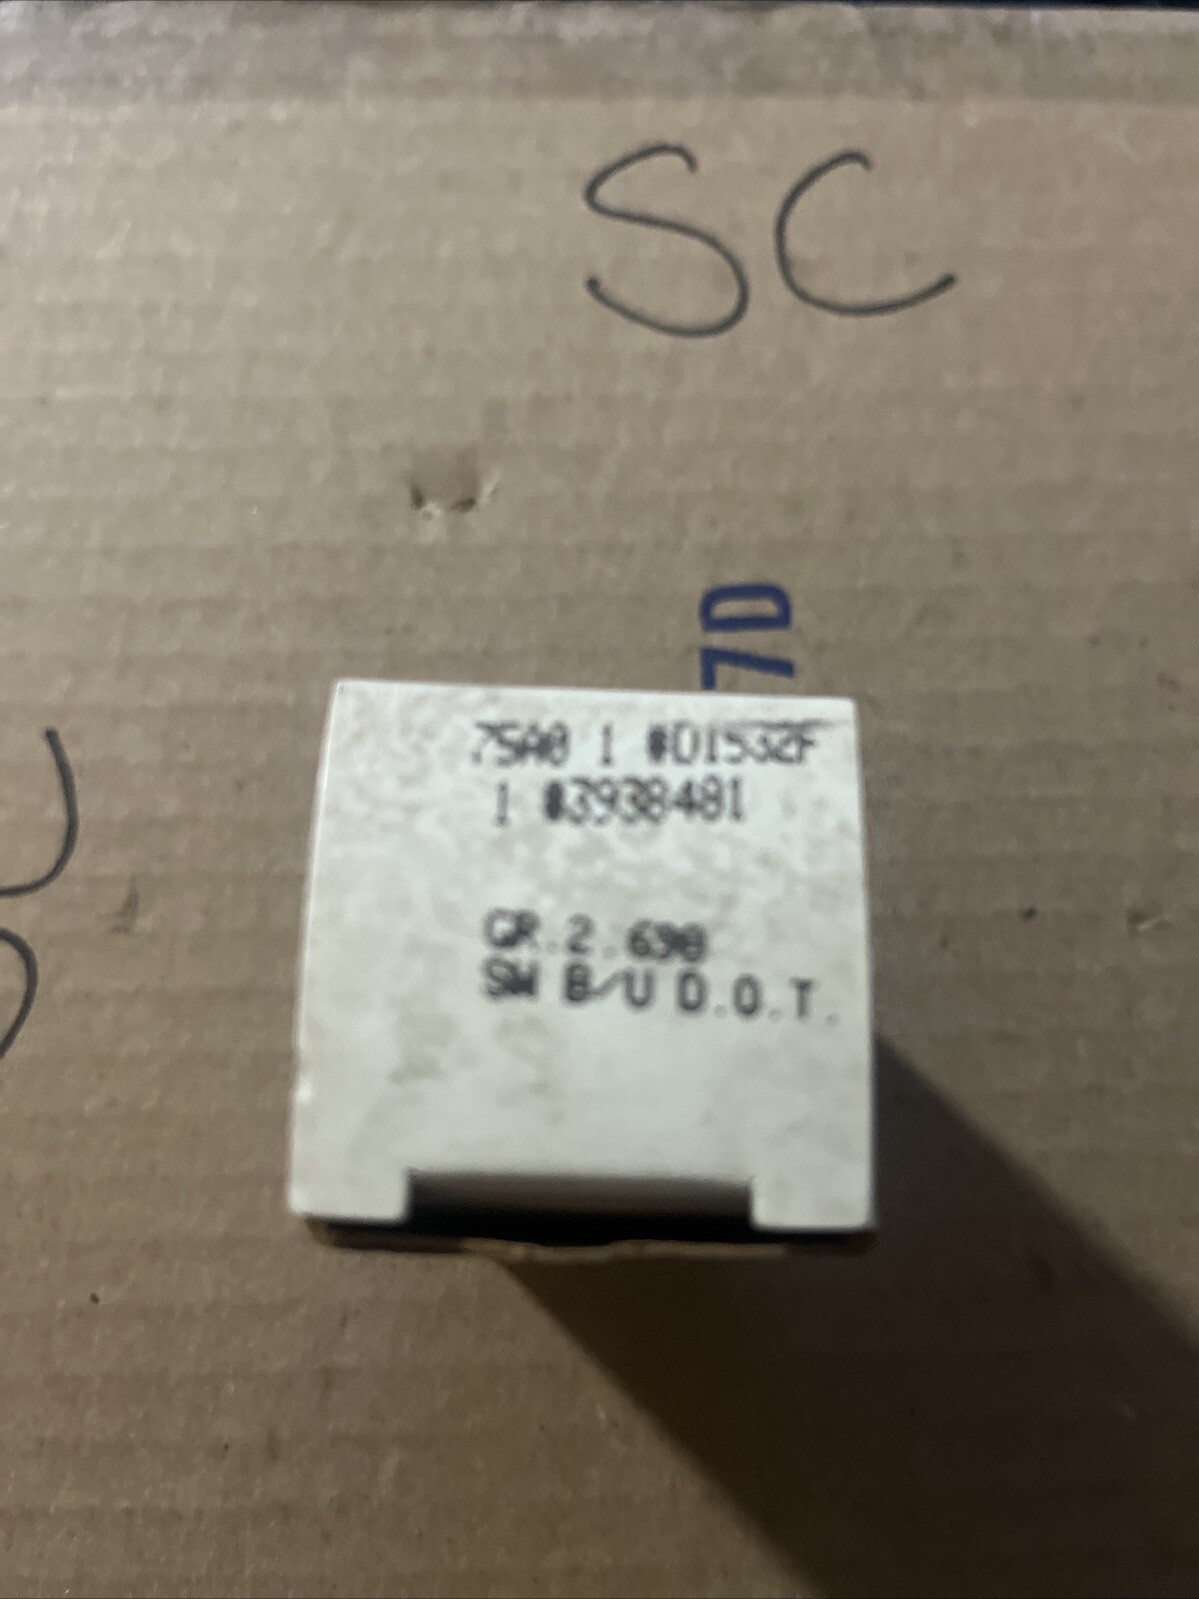 SC
7D
75A0 1 #D1532F
1 #3938481
GR.2.690
SW B/U D.O.T.